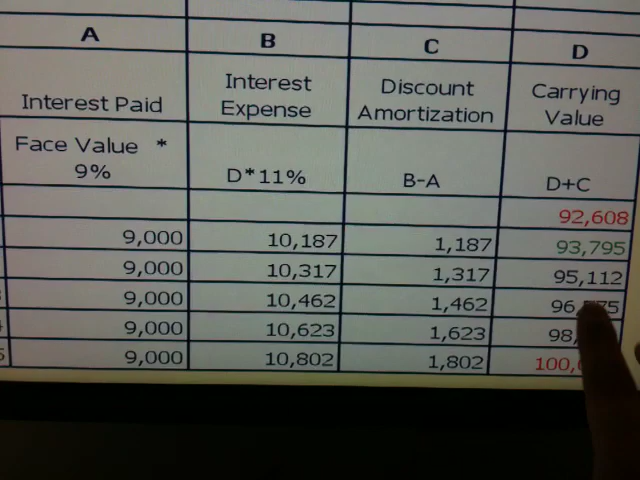 A B C D
Interest Paid Interest Expense Discount Amortization Carrying Value
Face Value * 9% D*11% B-A D+C
92,608
9,000 10,187 1,187 93,795
9,000 10,317 1,317 95,112
9,000 10,462 1,462
9,000 10,623 1,623
9,000 10,802 1,802